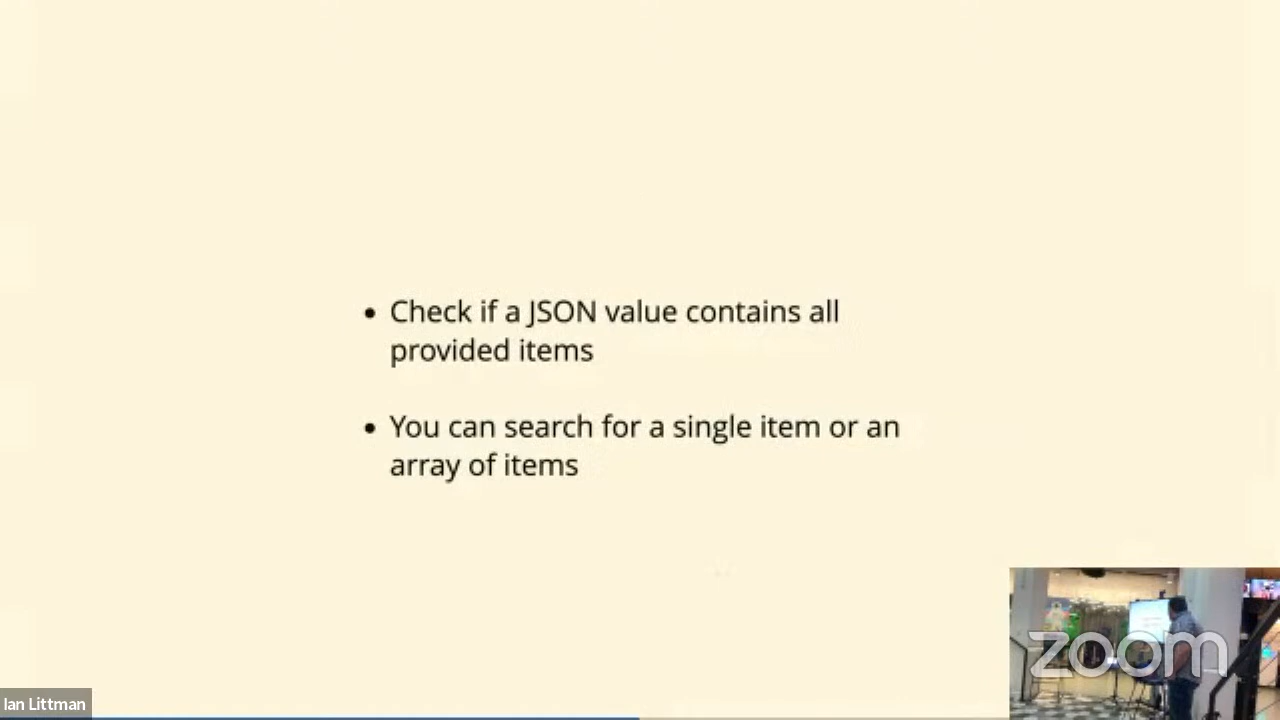 • Check if a JSON value contains all
provided items
• You can search for a single item or an
array of items
zoom
Ian Littman